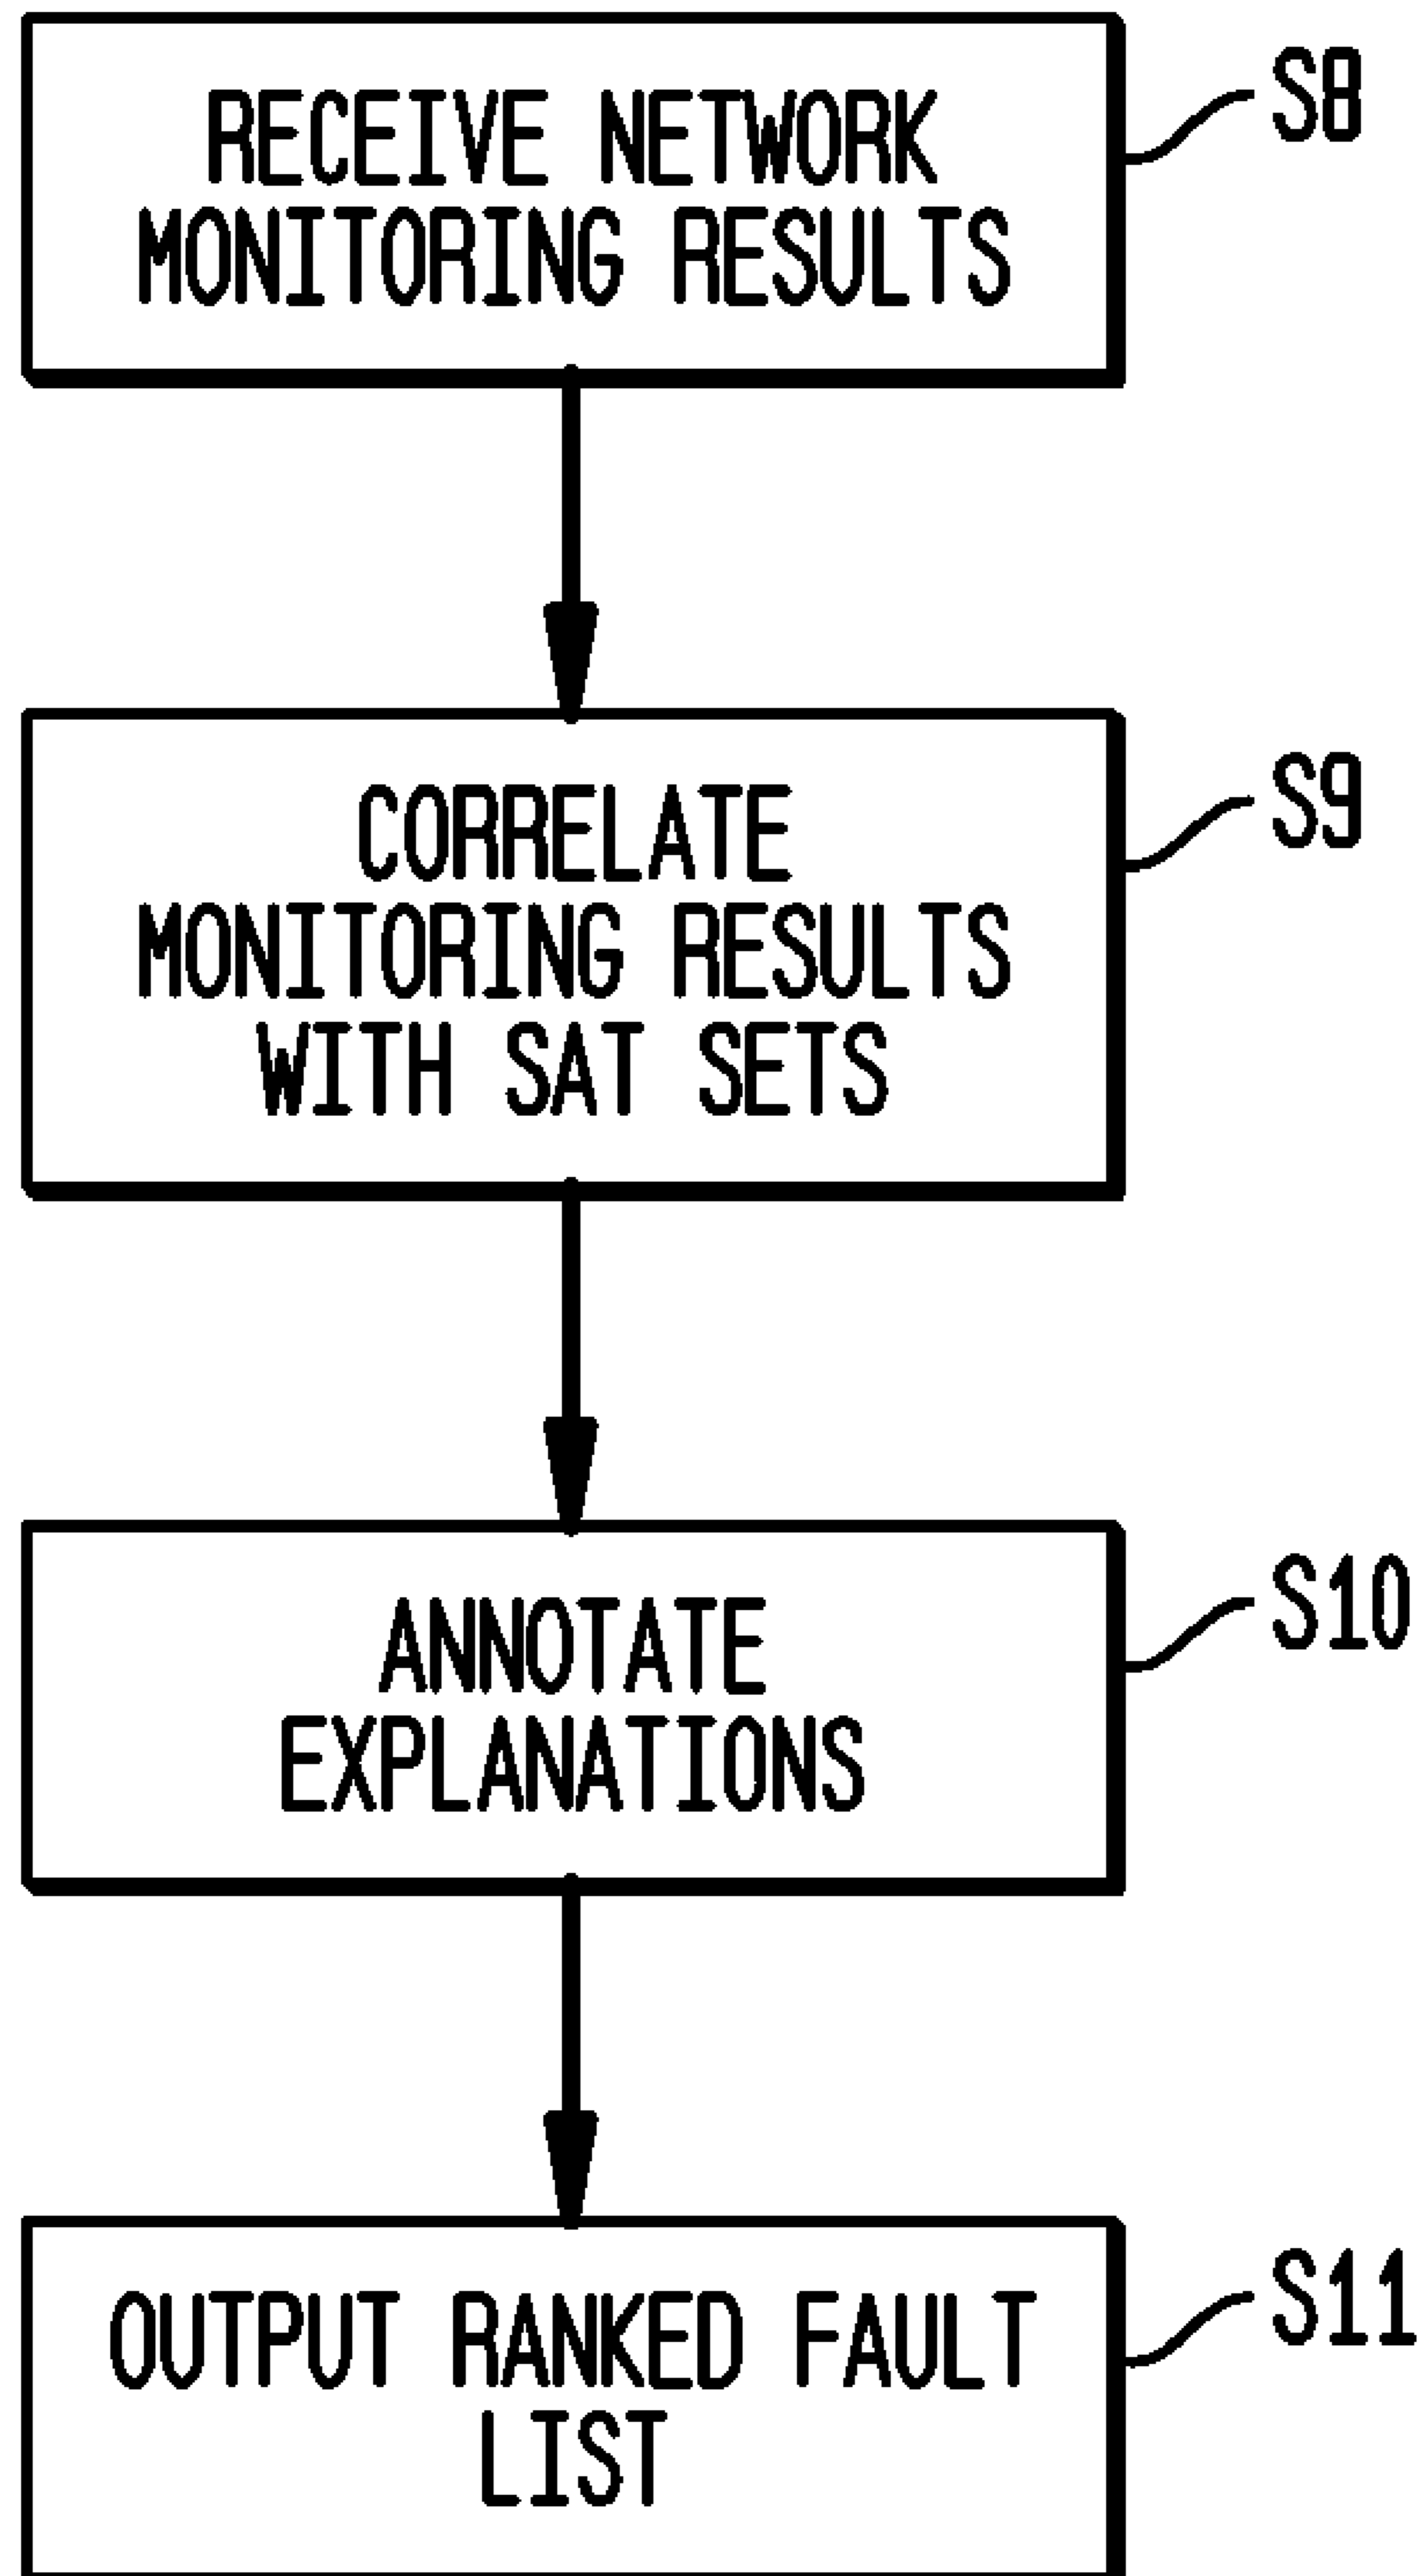 RECEIVE NETWORK
MONITORING RESULTS
S8
CORRELATE
MONITORING RESULTS
WITH SAT SETS
S9
ANNOTATE
EXPLANATIONS
S10
OUTPUT RANKED FAULT
LIST
S11